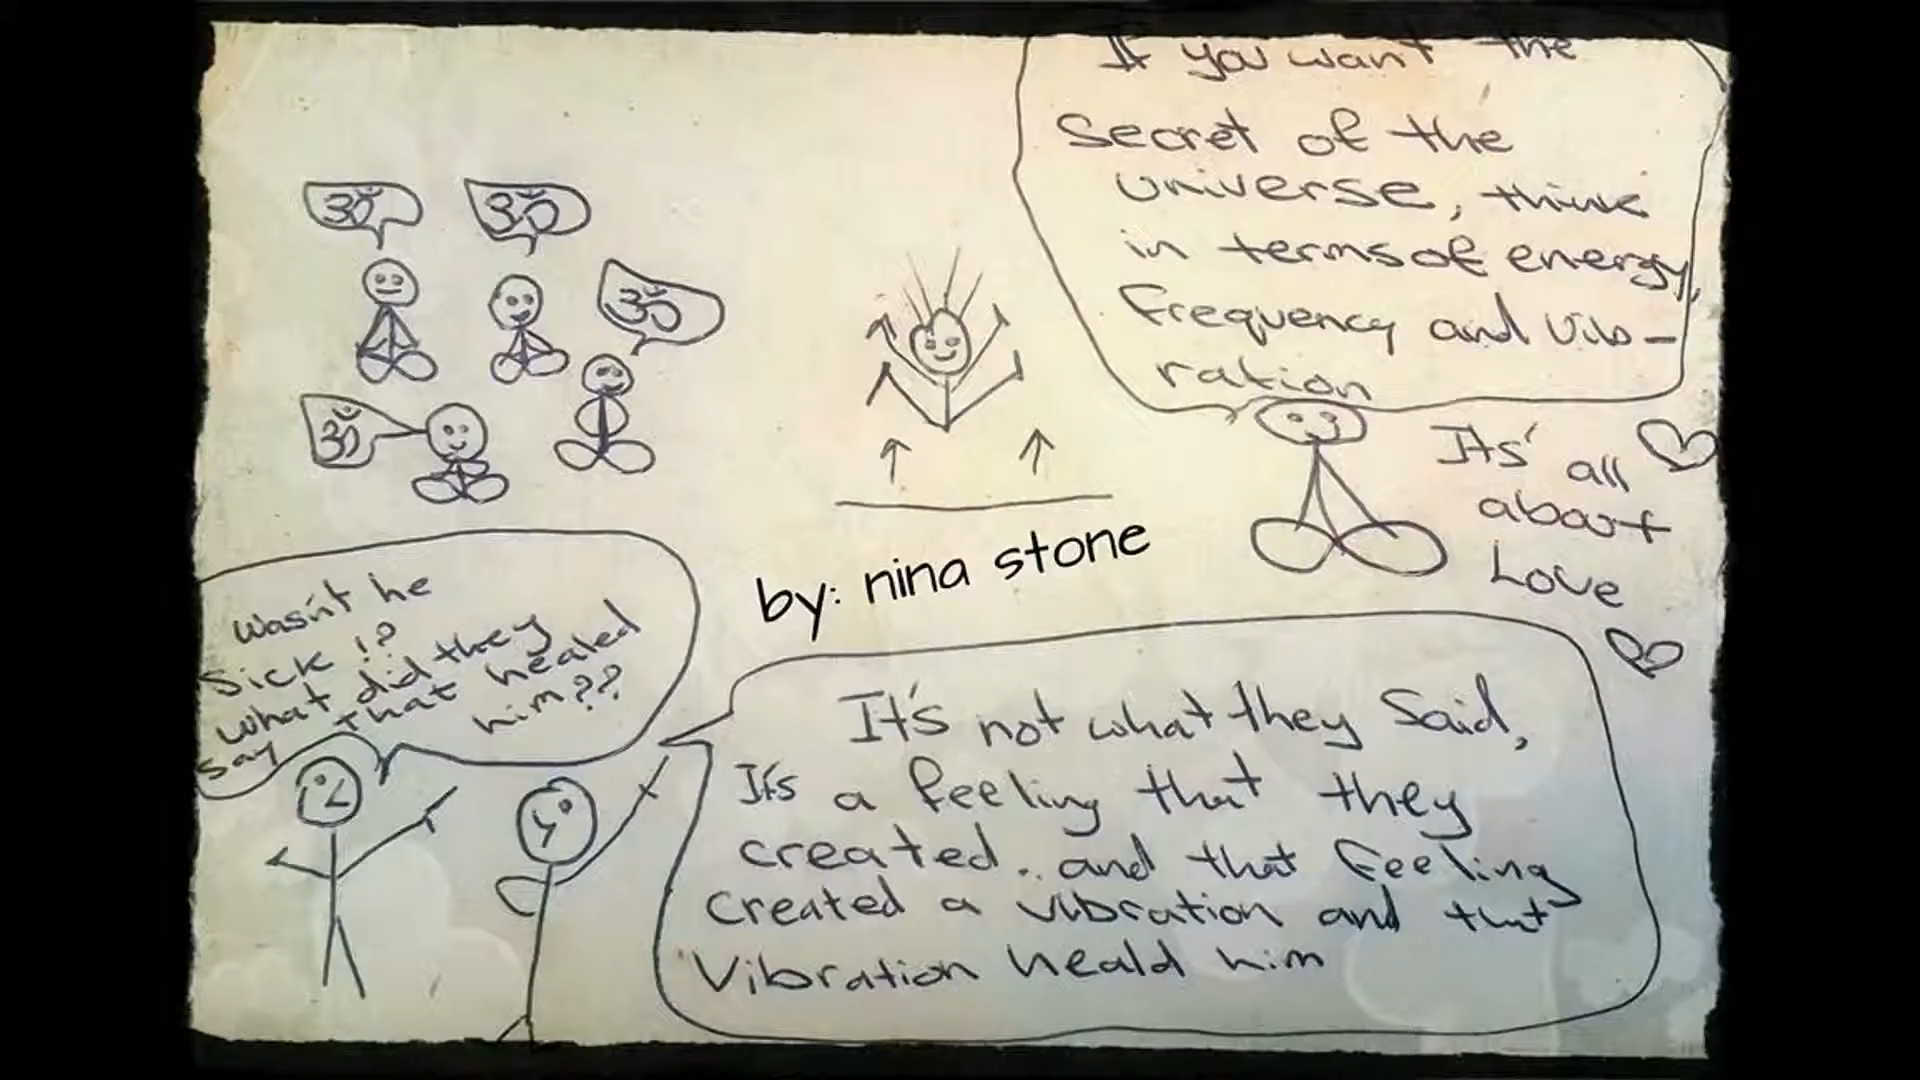 ॐ
ॐ
ॐ
ॐ
If you want the
Secret of the
universe, think
in terms of energy,
frequency and Vib-
ration
It's all
about
Love
by: nina stone
Wasn't he
Sick !?
what did they
say that healed
him??
It's not what they Said,
It's a feeling that they
created.. and that feeling
created a vibration and that
Vibration heald him